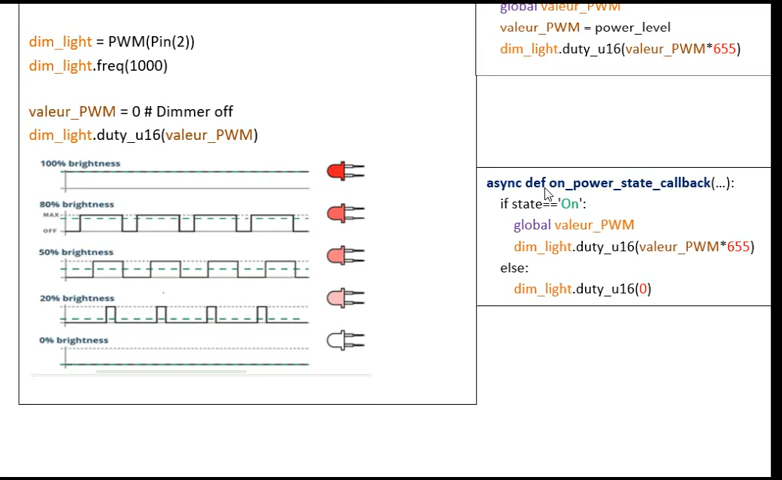 dim_light = PWM(Pin(2))
dim_light.freq(1000)
valeur_PWM = 0 # Dimmer off
dim_light.duty_u16(valeur_PWM)
100% brightness
80% brightness
MAX
OFF
50% brightness
20% brightness
0% brightness
global valeur_PWM
valeur_PWM = power_level
dim_light.duty_u16(valeur_PWM*655)
async def on_power_state_callback(...):
if state=='On':
global valeur_PWM
dim_light.duty_u16(valeur_PWM*655)
else:
dim_light.duty_u16(0)